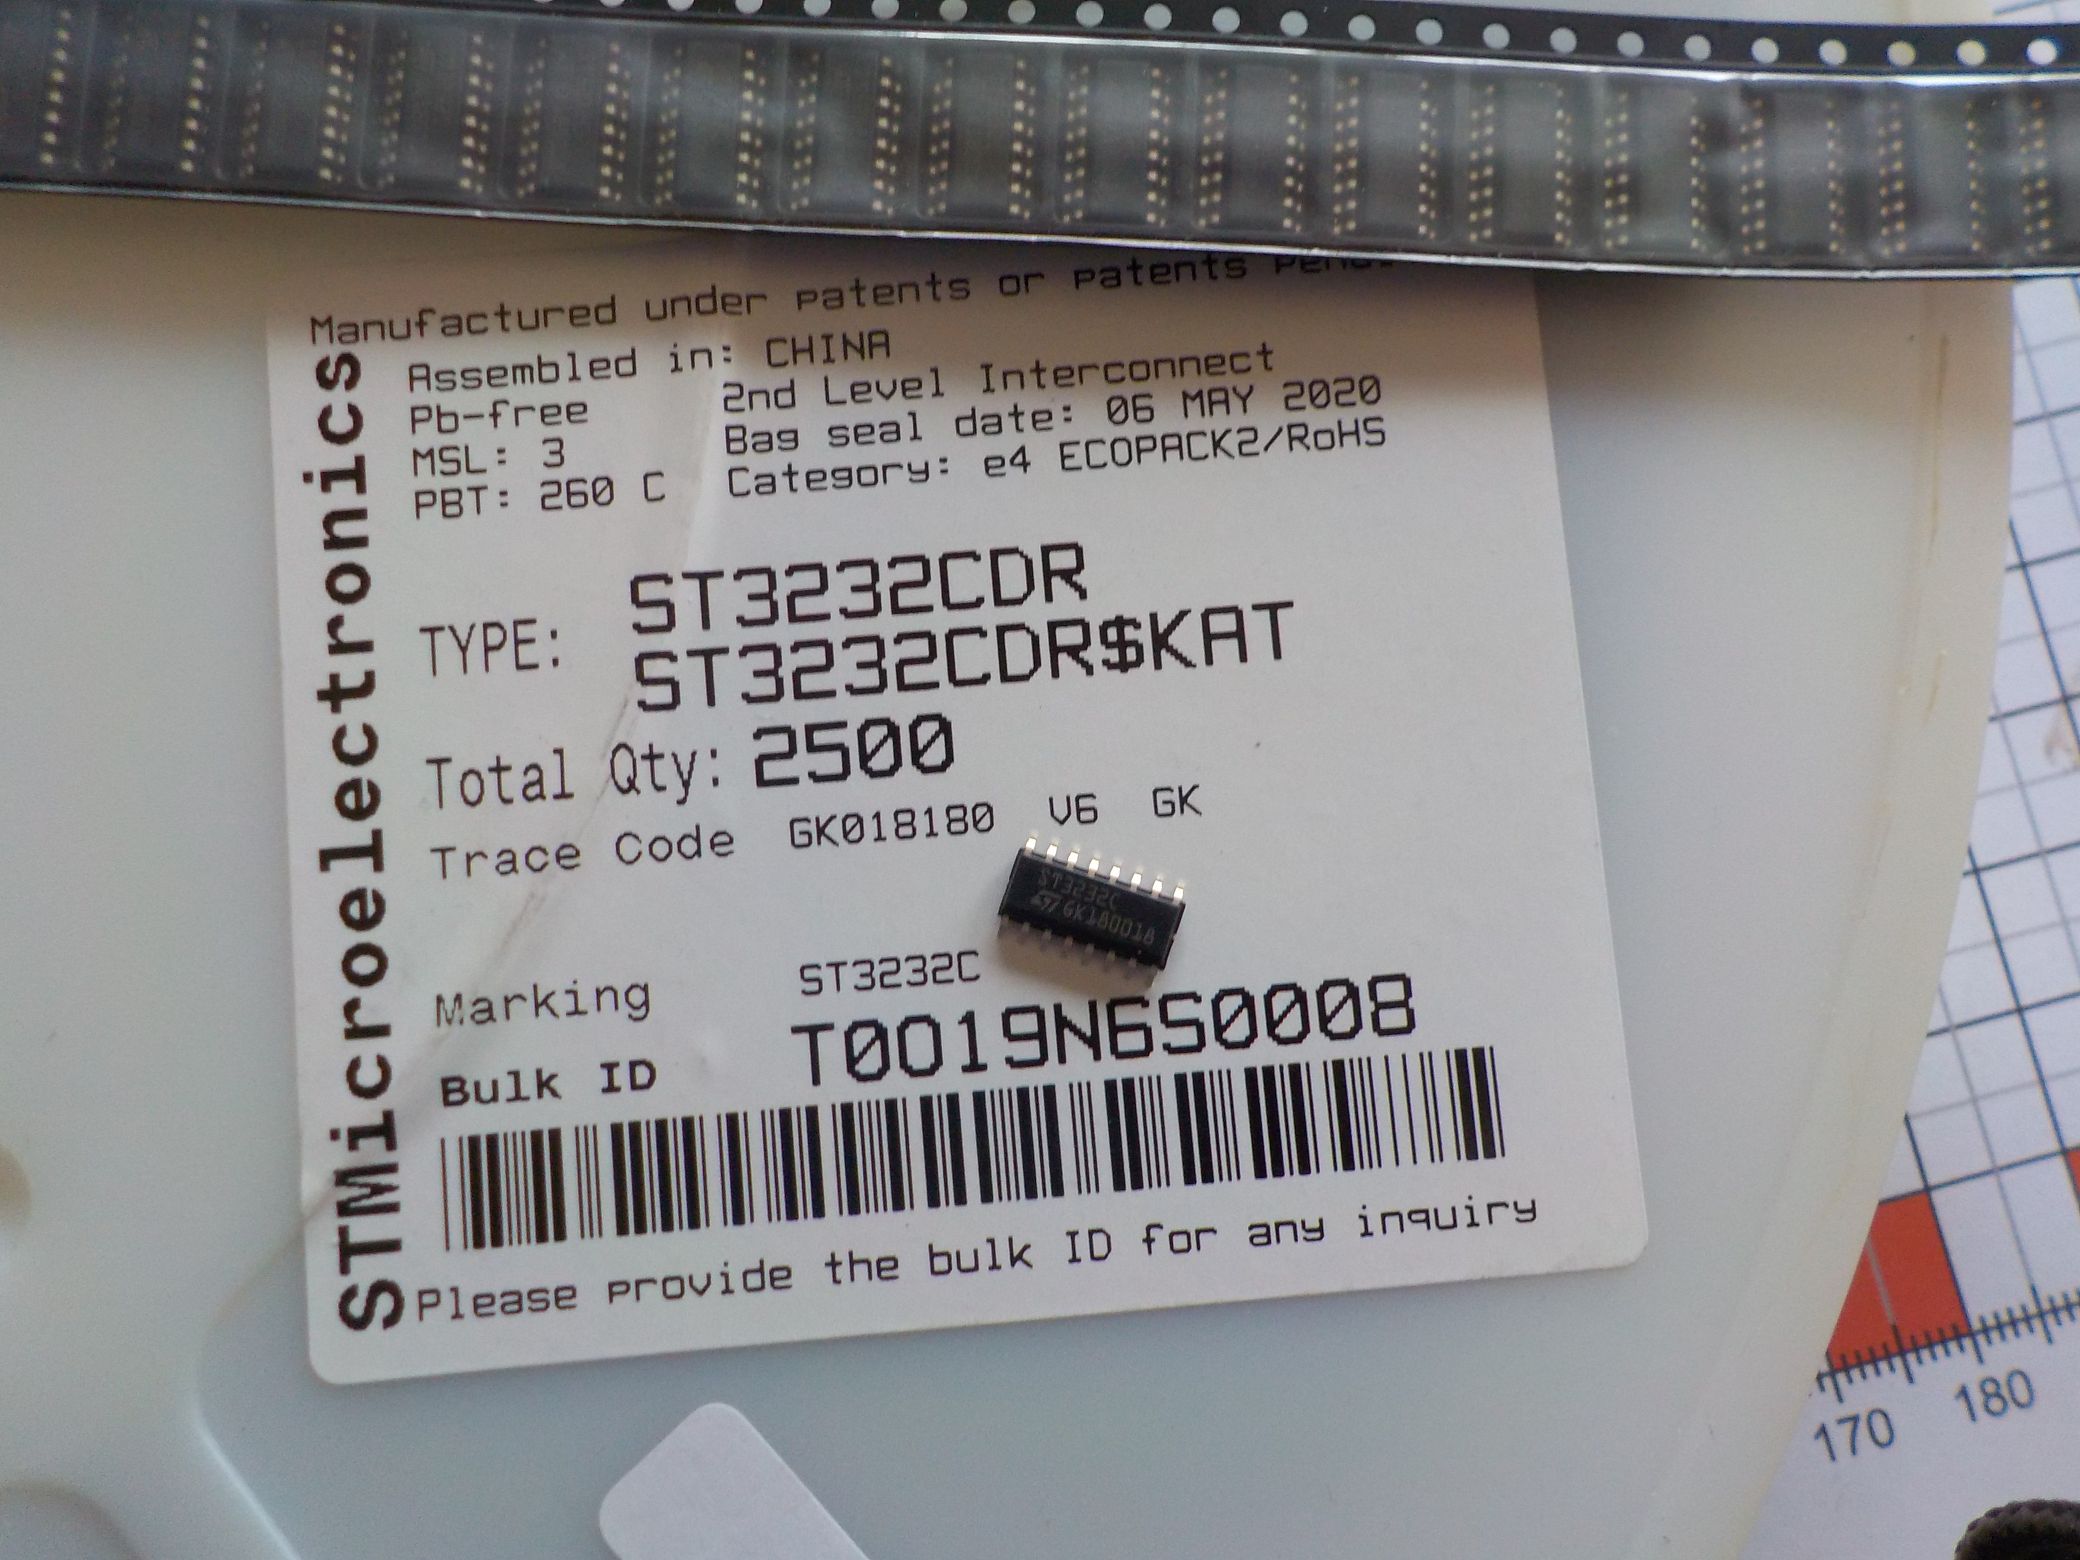 Manufactured under patents or patents
Assembled in: CHINA
Pb-free 2nd Level Interconnect
MSL: 3 Bag seal date: 06 MAY 2020
PBT: 260 C Category: e4 ECOPACK2/RoHS
STMicroelectronics
TYPE: ST3232CDR
ST3232CDR$KAT
Total Qty: 2500
Trace Code GK018180 V6 GK
ST3232C
GK180018
Marking ST3232C
Bulk ID T0019N6S0008
Please provide the bulk ID for any inquiry
170 180